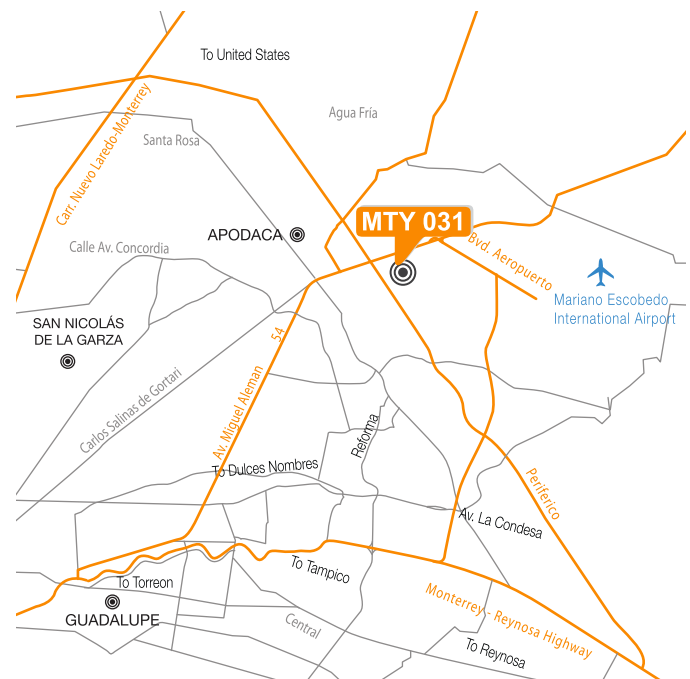 To United States
Agua Fría
Carr. Nuevo Laredo-Monterrey
Santa Rosa
MTY 031
APODACA
Calle Av. Concordia
Bvd. Aeropuerto
Mariano Escobedo
International Airport
SAN NICOLÁS
DE LA GARZA
54
Carlos Salinas de Gortari
Av. Miguel Aleman
Reforma
To Dulces Nombres
Periferico
Av. La Condesa
To Tampico
To Torreon
GUADALUPE
Monterrey - Reynosa Highway
Central
To Reynosa